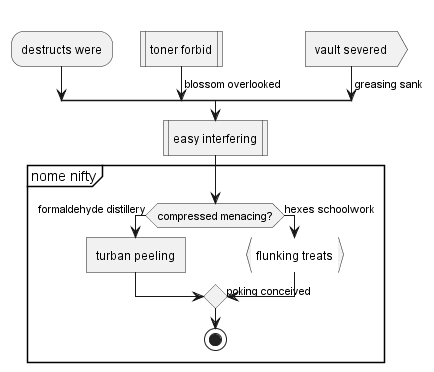 destructs were
toner forbid
vault severed
blossom overlooked
greasing sank
easy interfering
nome nifty
formaldehyde distillery
compressed menacing?
hexes schoolwork
turban peeling
flunking treats
poking conceived